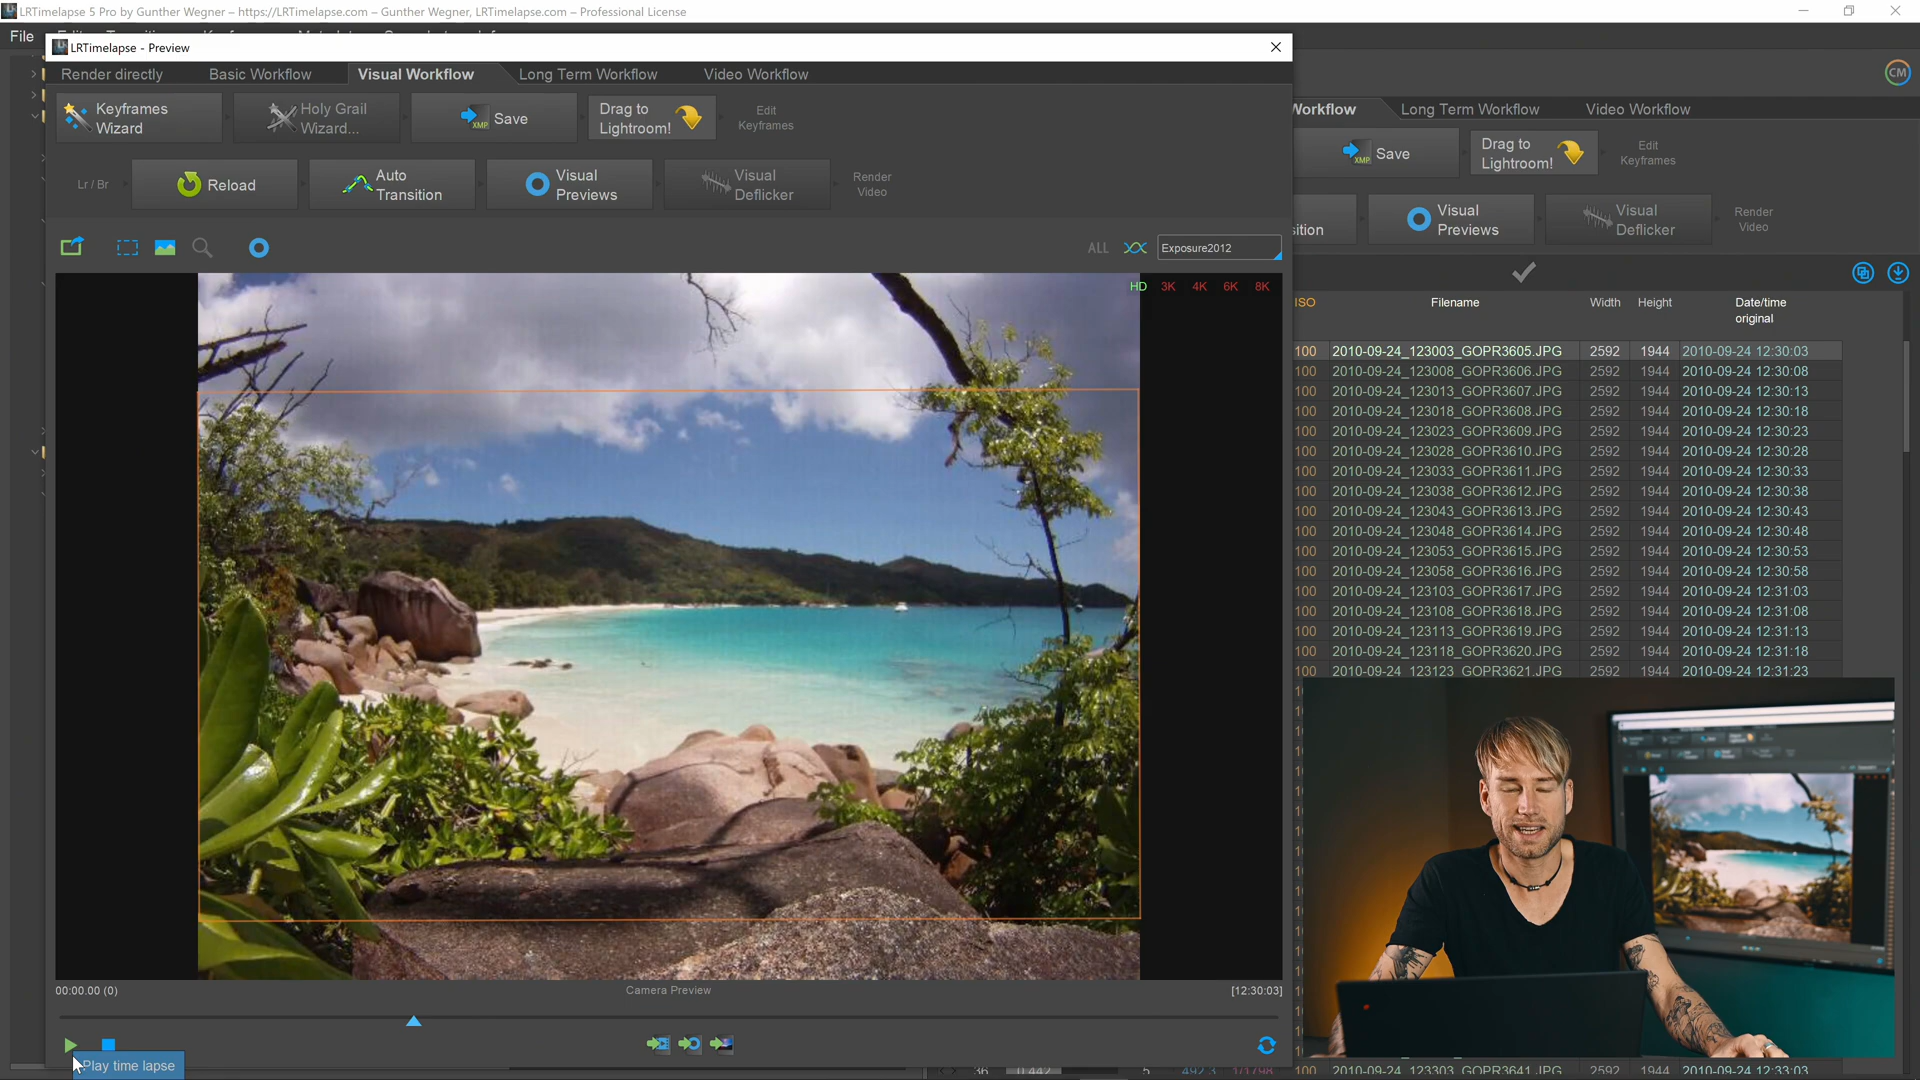 LRTimelapse 5 Pro by Gunther Wegner – https://LRTimelapse.com – Gunther Wegner, LRTimelapse.com – Professional License
File
LRTimelapse - Preview
Render directly Basic Workflow Visual Workflow Long Term Workflow Video Workflow
Keyframes Wizard
Holy Grail Wizard...
XMP Save
Drag to Lightroom!
Edit Keyframes
Lr / Br
Reload
Auto Transition
Visual Previews
Visual Deflicker
Render Video
ALL Exposure2012
HD 3K 4K 6K 8K
00:00.00 (0) Camera Preview [12:30:03]
Play time lapse
CM
Workflow Long Term Workflow Video Workflow
XMP Save
Drag to Lightroom!
Edit Keyframes
sition
Visual Previews
Visual Deflicker
Render Video
ISO Filename Width Height Date/time original
100 2010-09-24_123003_GOPR3605.JPG 2592 1944 2010-09-24 12:30:03
100 2010-09-24_123008_GOPR3606.JPG 2592 1944 2010-09-24 12:30:08
100 2010-09-24_123013_GOPR3607.JPG 2592 1944 2010-09-24 12:30:13
100 2010-09-24_123018_GOPR3608.JPG 2592 1944 2010-09-24 12:30:18
100 2010-09-24_123023_GOPR3609.JPG 2592 1944 2010-09-24 12:30:23
100 2010-09-24_123028_GOPR3610.JPG 2592 1944 2010-09-24 12:30:28
100 2010-09-24_123033_GOPR3611.JPG 2592 1944 2010-09-24 12:30:33
100 2010-09-24_123038_GOPR3612.JPG 2592 1944 2010-09-24 12:30:38
100 2010-09-24_123043_GOPR3613.JPG 2592 1944 2010-09-24 12:30:43
100 2010-09-24_123048_GOPR3614.JPG 2592 1944 2010-09-24 12:30:48
100 2010-09-24_123053_GOPR3615.JPG 2592 1944 2010-09-24 12:30:53
100 2010-09-24_123058_GOPR3616.JPG 2592 1944 2010-09-24 12:30:58
100 2010-09-24_123103_GOPR3617.JPG 2592 1944 2010-09-24 12:31:03
100 2010-09-24_123108_GOPR3618.JPG 2592 1944 2010-09-24 12:31:08
100 2010-09-24_123113_GOPR3619.JPG 2592 1944 2010-09-24 12:31:13
100 2010-09-24_123118_GOPR3620.JPG 2592 1944 2010-09-24 12:31:18
100 2010-09-24_123123_GOPR3621.JPG 2592 1944 2010-09-24 12:31:23
36 0.442 5 492.3 1/1798 100 2010-09-24_123303_GOPR3641.JPG 2592 1944 2010-09-24 12:33:03